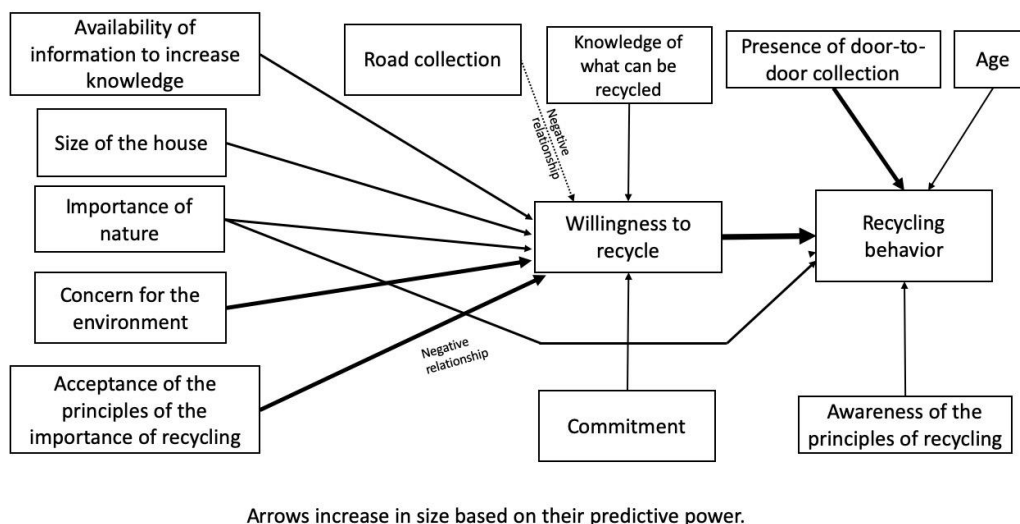 Availability of
information to increase
knowledge
Road collection
Knowledge of
what can be
recycled
Presence of door-to-
door collection
Age
Size of the house
Negative
relationship
Importance of
nature
Willingness to
recycle
Recycling
behavior
Concern for the
environment
Negative
relationship
Acceptance of the
principles of the
importance of recycling
Commitment
Awareness of the
principles of recycling
Arrows increase in size based on their predictive power.